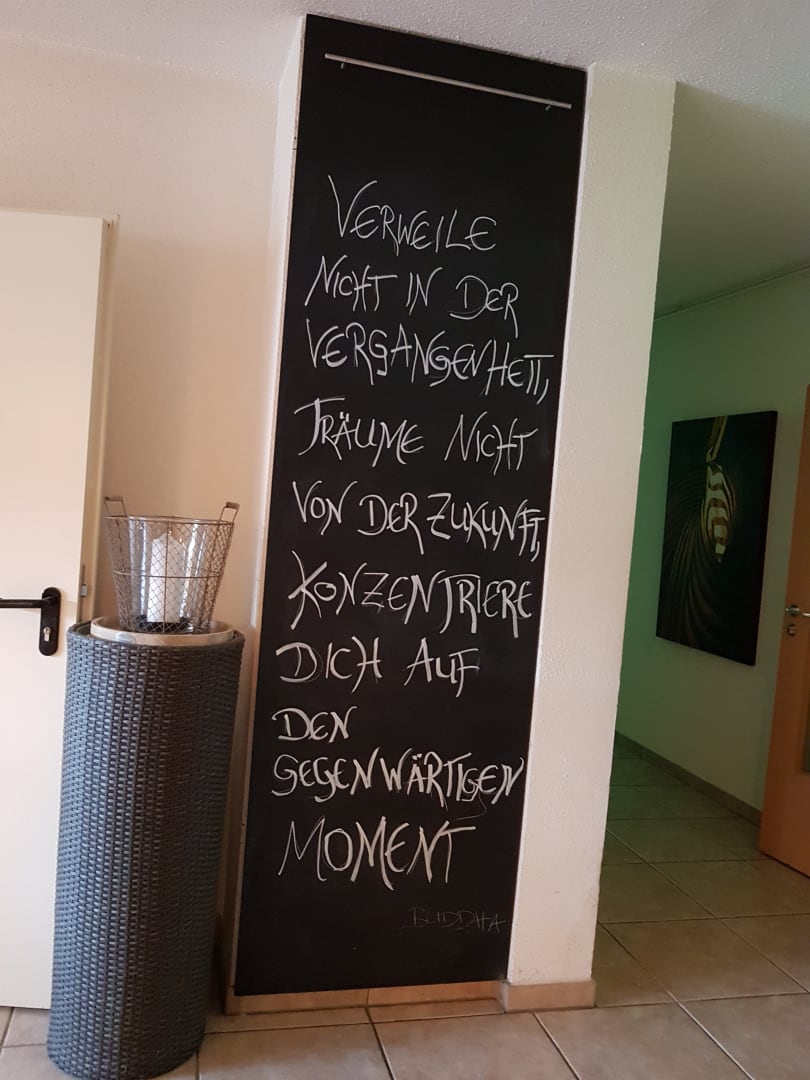 VERWEILE
NICHT IN DER
VERGANGENHEIT,
TRÄUME NICHT
VON DER ZUKUNFT,
KONZENTRIERE
DICH AUF
DEN
GEGENWÄRTIGEN
MOMENT
BUDDHA